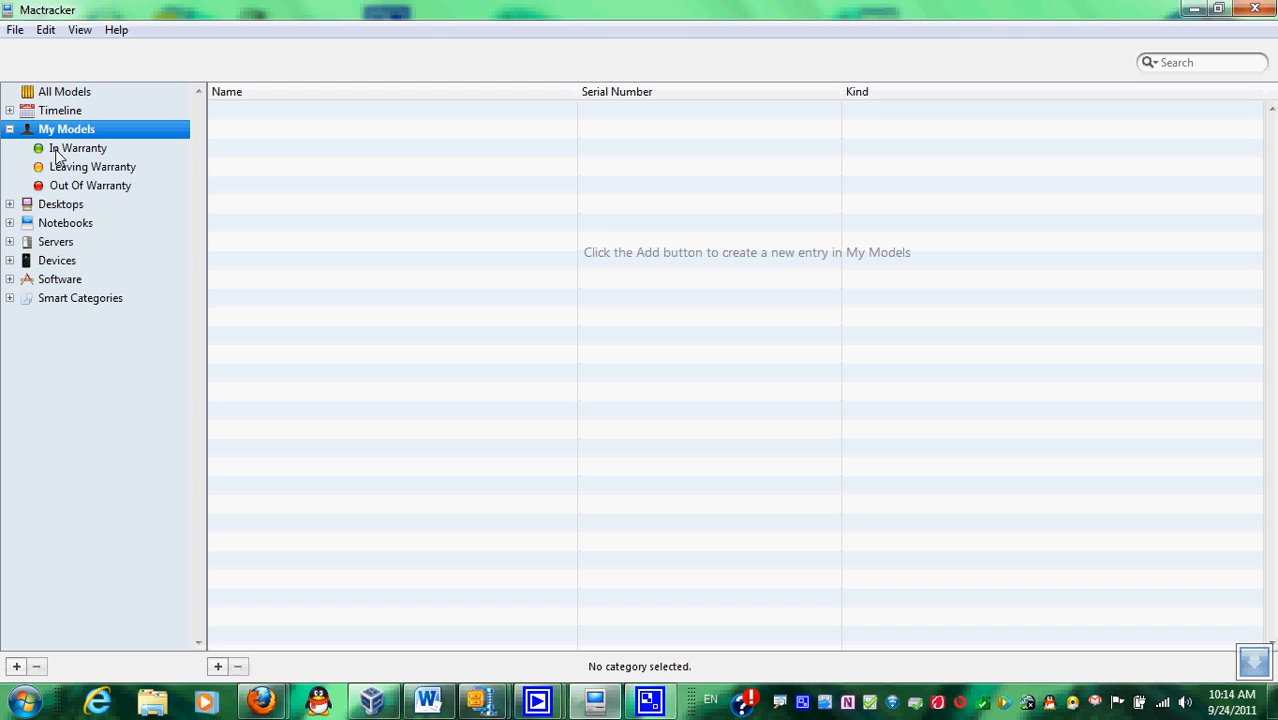 Mactracker
File Edit View Help
Search
All Models
Timeline
My Models
In Warranty
Leaving Warranty
Out Of Warranty
Desktops
Notebooks
Servers
Devices
Software
Smart Categories
Name Serial Number Kind
Click the Add button to create a new entry in My Models
No category selected.
EN
10:14 AM
9/24/2011